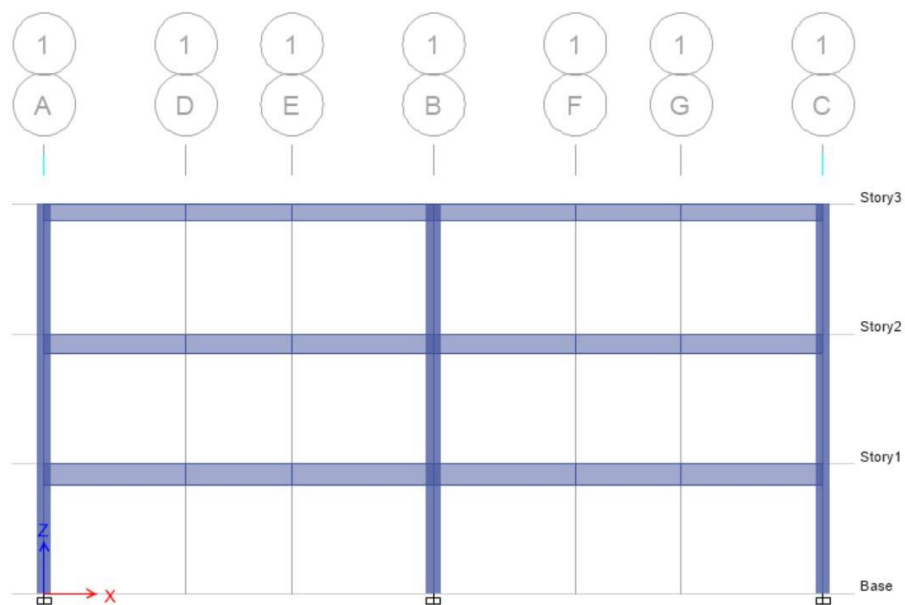 1 1 1 1 1 1 1
A D E B F G C
Story3
Story2
Story1
Z
Base
X